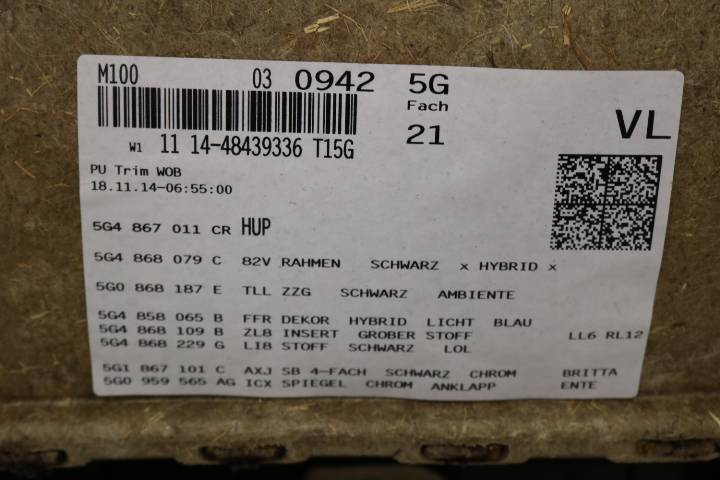 M100 03 0942 5G
Fach
21
VL
W1 11 14-48439336 T15G
PU Trim WOB
18.11.14-06:55:00
5G4 867 011 CR HUP
5G4 868 079 C 82V RAHMEN SCHWARZ x HYBRID x
5G0 868 187 E TLL ZZG SCHWARZ AMBIENTE
5G4 858 065 B FFR DEKOR HYBRID LICHT BLAU
5G4 868 109 B ZL8 INSERT GROBER STOFF LL6 RL12
5G4 868 229 G LI8 STOFF SCHWARZ LOL
5G1 867 101 C AXJ SB 4-FACH SCHWARZ CHROM BRITTA
5G0 959 565 AG ICX SPIEGEL CHROM ANKLAPP ENTE